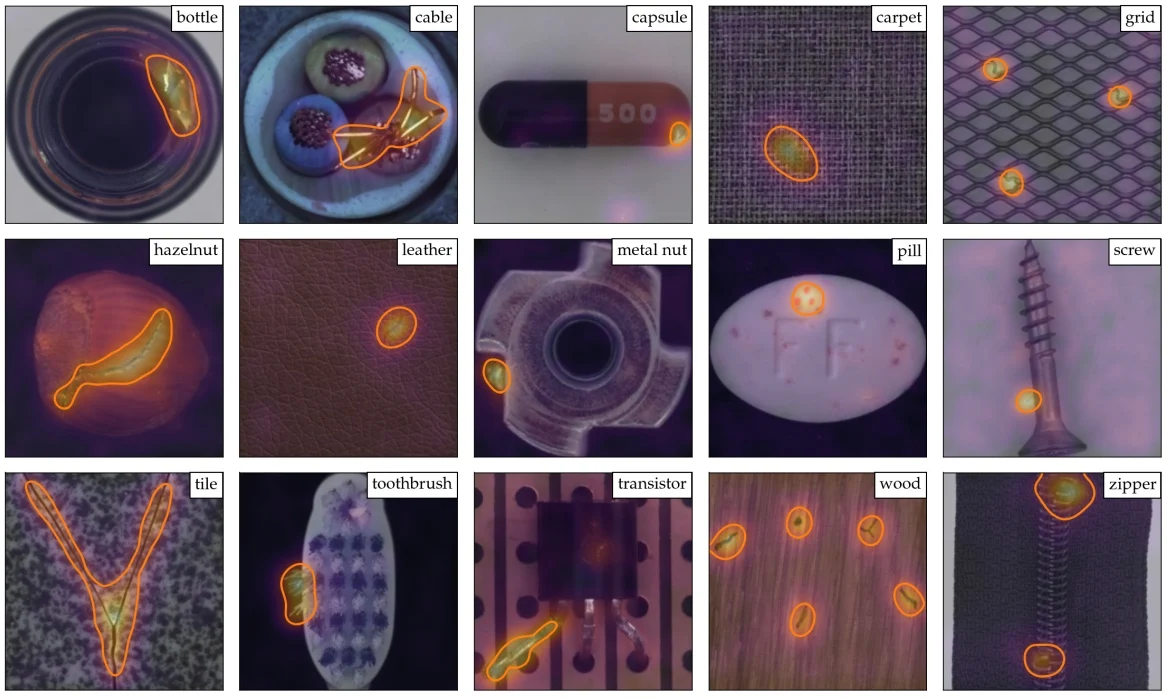 bottle
cable
capsule
500
carpet
grid
hazelnut
leather
metal nut
pill
FF
screw
tile
toothbrush
transistor
wood
zipper